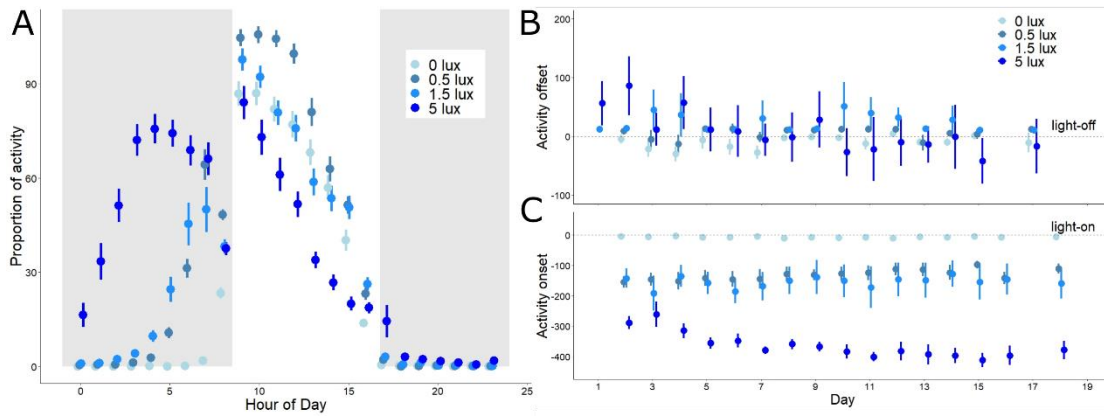 A
Proportion of activity
90
60
30
0
0 5 10 15 20 25
Hour of Day
0 lux
0.5 lux
1.5 lux
5 lux
B
Activity offset
200
100
0
-100
0 lux
0.5 lux
1.5 lux
5 lux
light-off
C
Activity onset
0
-100
-200
-300
-400
light-on
1 3 5 7 9 11 13 15 17 19
Day